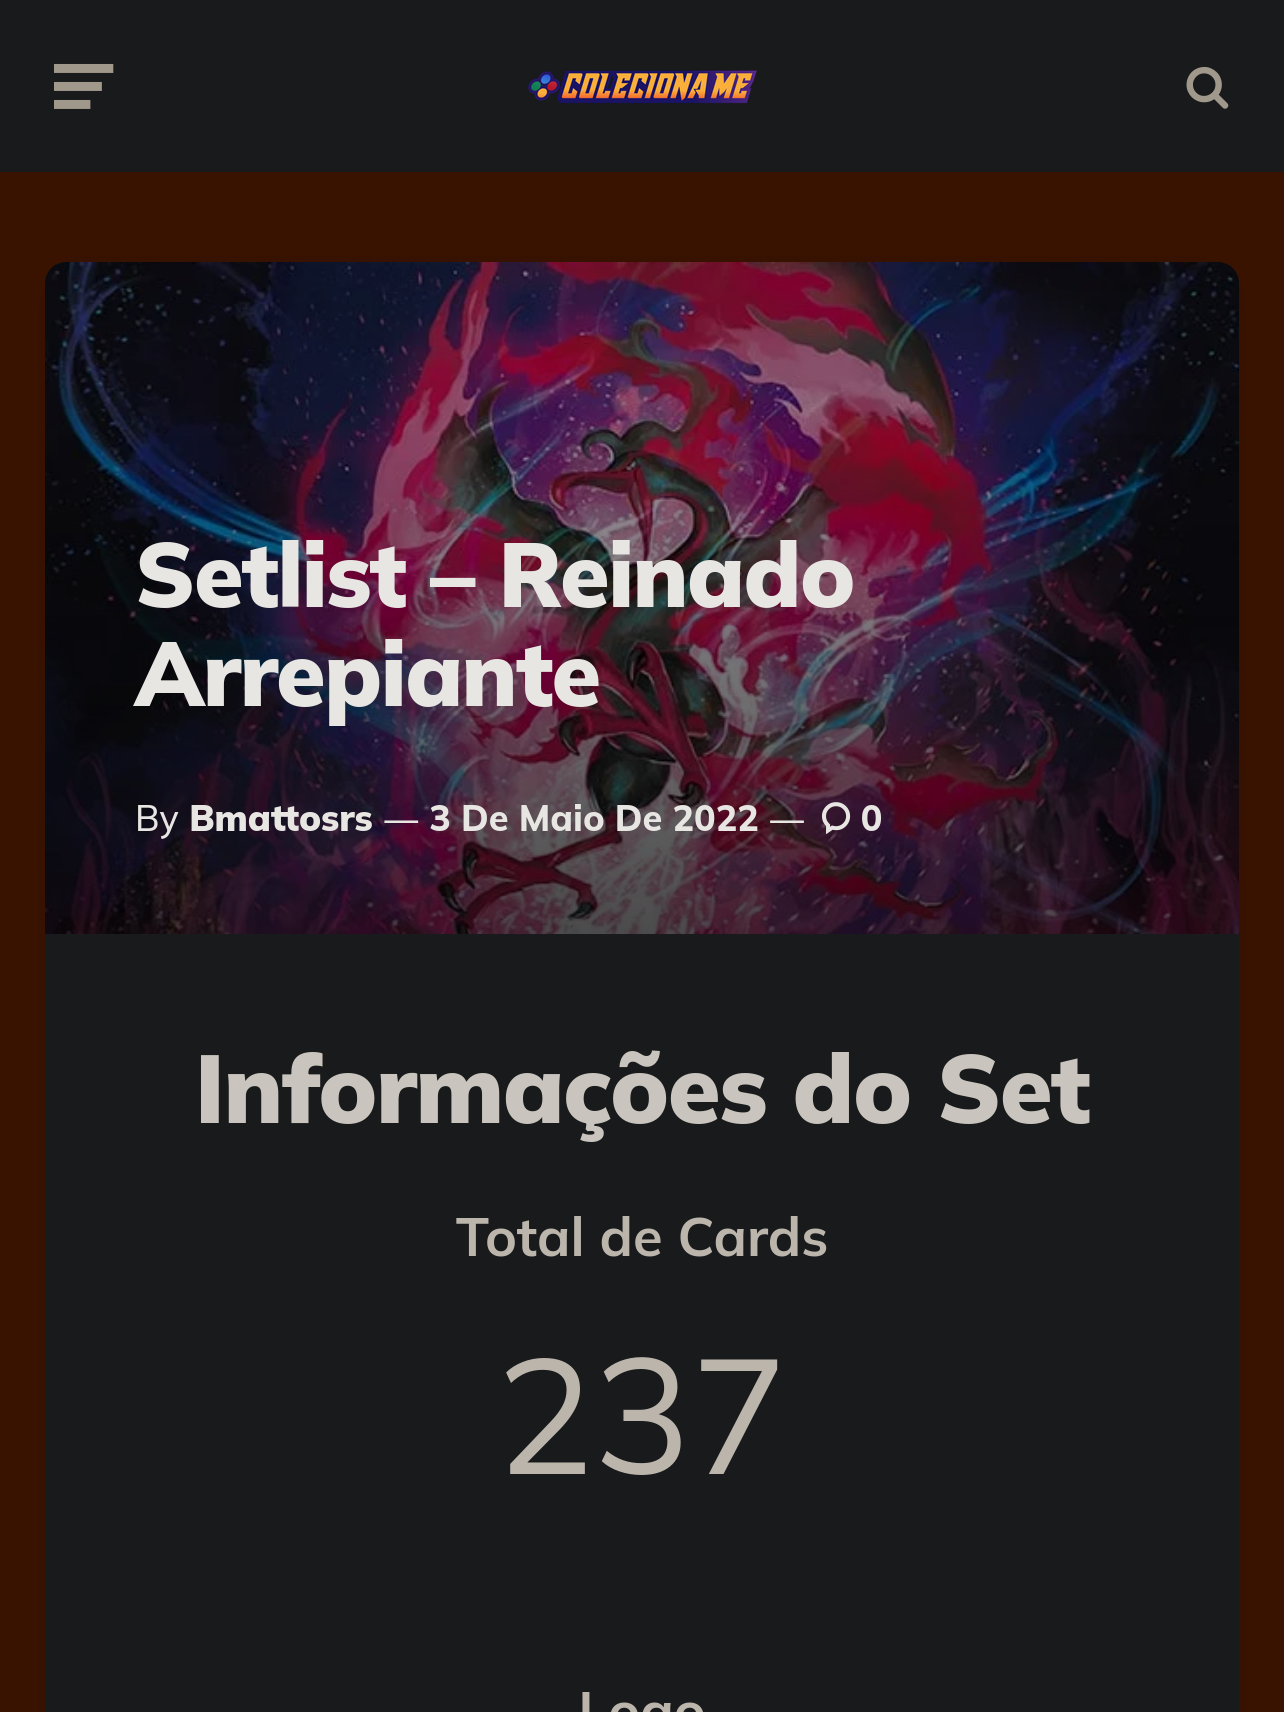 COLECIONA ME
Setlist – Reinado
Arrepiante
By Bmattosrs — 3 De Maio De 2022 — 0
Informações do Set
Total de Cards
237
Logo